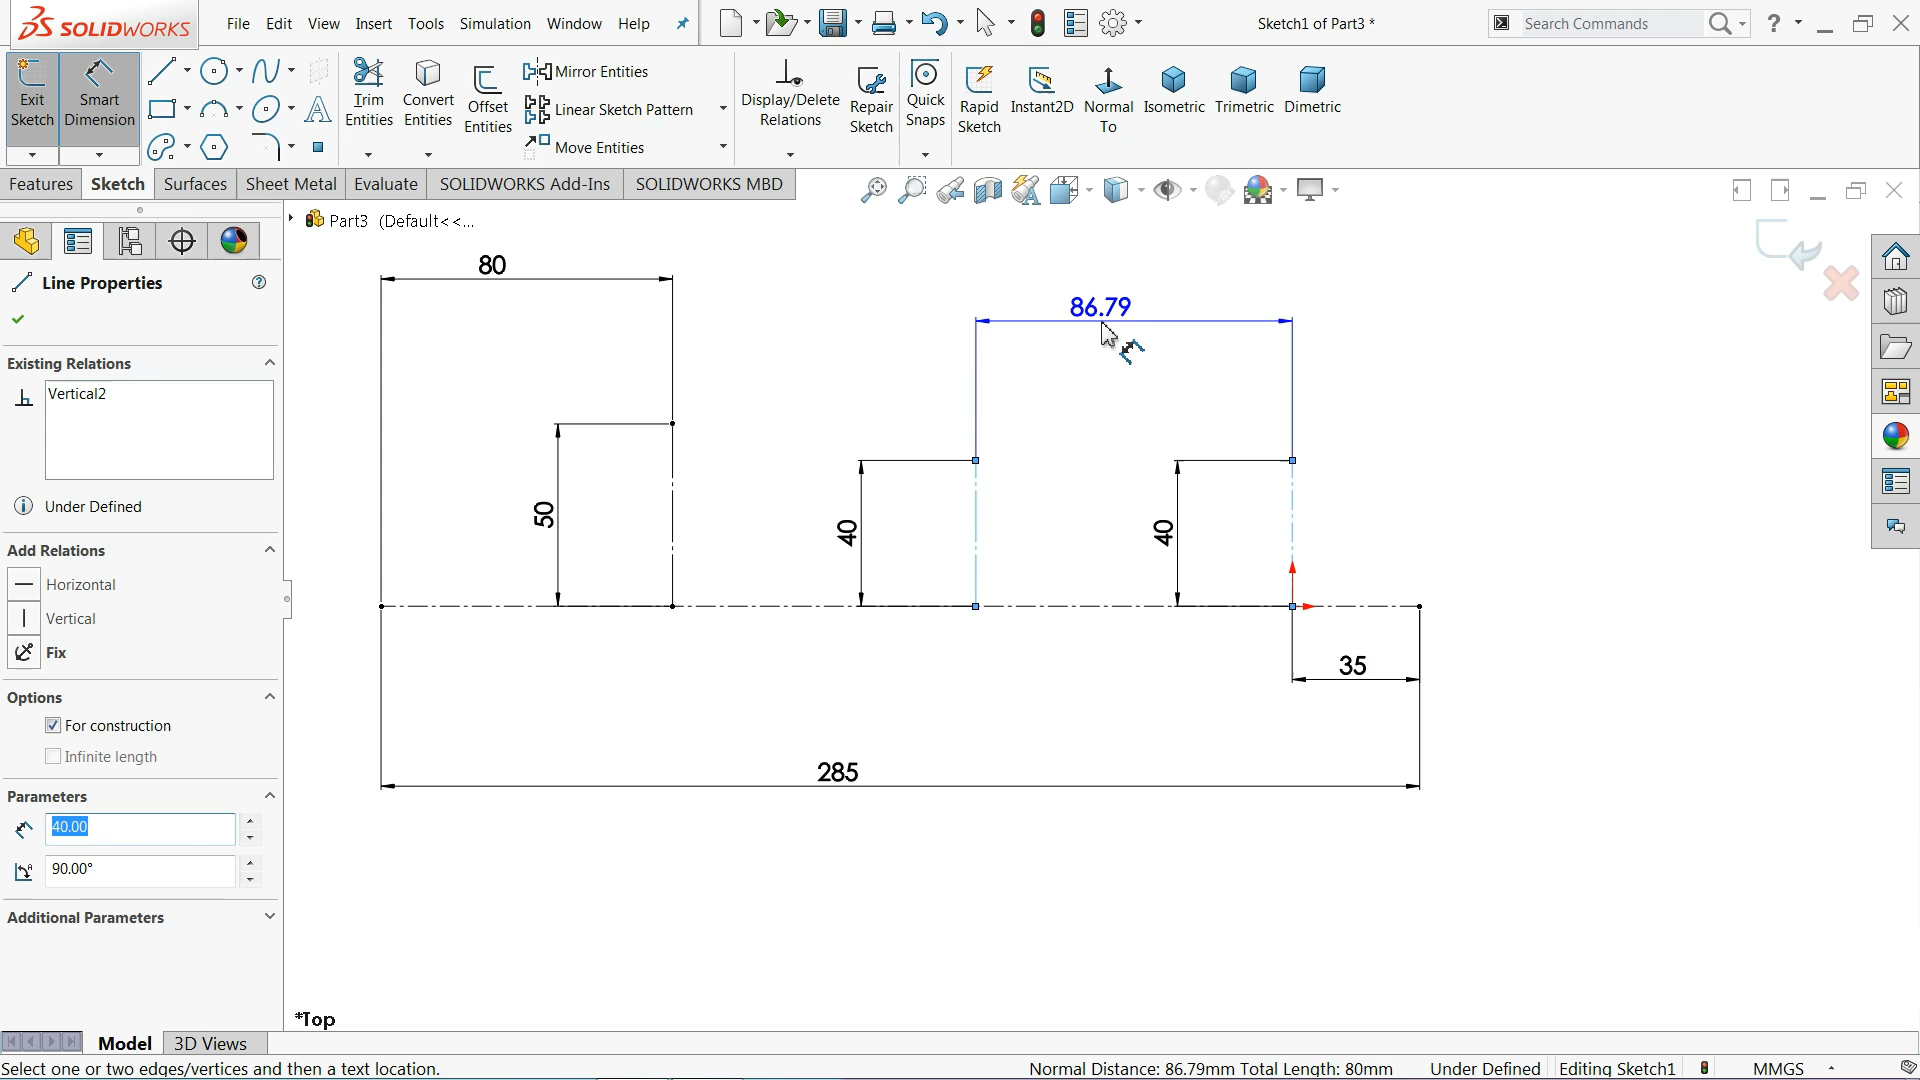 SOLIDWORKS
File Edit View Insert Tools Simulation Window Help
Sketch1 of Part3 *
Search Commands
Exit Sketch
Smart Dimension
Trim Entities
Convert Entities
Offset Entities
Mirror Entities
Linear Sketch Pattern
Move Entities
Display/Delete Relations
Repair Sketch
Quick Snaps
Rapid Sketch
Instant2D
Normal To
Isometric
Trimetric
Dimetric
Features Sketch Surfaces Sheet Metal Evaluate SOLIDWORKS Add-Ins SOLIDWORKS MBD
Part3 (Default<<...
Line Properties
Existing Relations
Vertical2
Under Defined
Add Relations
Horizontal
Vertical
Fix
Options
For construction
Infinite length
Parameters
40.00
90.00°
Additional Parameters
80
86.79
50
40
40
35
285
*Top
Model 3D Views
Select one or two edges/vertices and then a text location.
Normal Distance: 86.79mm Total Length: 80mm Under Defined Editing Sketch1 MMGS